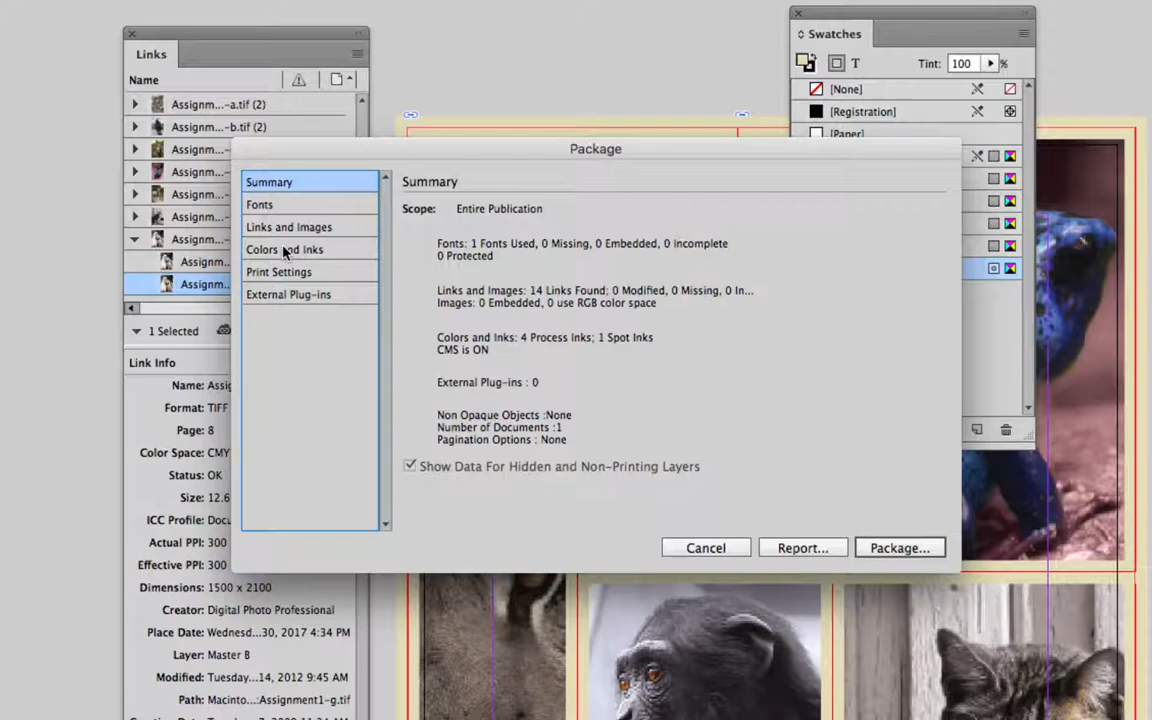 Links
Name
Assignm...-a.tif (2)
Assignm...-b.tif (2)
Assignm...
Assignm...
Assignm...
Assignm...
Assignm...
Assignm...
Assignm...
1 Selected
Link Info
Name: Assig
Format: TIFF
Page: 8
Color Space: CMY
Status: OK
Size: 12.6
ICC Profile: Docu
Actual PPI: 300
Effective PPI: 300
Dimensions: 1500 x 2100
Creator: Digital Photo Professional
Place Date: Wednesd...30, 2017 4:34 PM
Layer: Master B
Modified: Tuesday...14, 2012 9:45 AM
Path: Macinto...:Assignment1-g.tif
Swatches
T
Tint: 100 %
[None]
[Registration]
[Paper]
Package
Summary
Fonts
Links and Images
Colors and Inks
Print Settings
External Plug-ins
Summary
Scope: Entire Publication
Fonts: 1 Fonts Used, 0 Missing, 0 Embedded, 0 Incomplete
0 Protected
Links and Images: 14 Links Found; 0 Modified, 0 Missing, 0 In...
Images: 0 Embedded, 0 use RGB color space
Colors and Inks: 4 Process Inks; 1 Spot Inks
CMS is ON
External Plug-ins : 0
Non Opaque Objects :None
Number of Documents :1
Pagination Options : None
Show Data For Hidden and Non-Printing Layers
Cancel
Report...
Package...